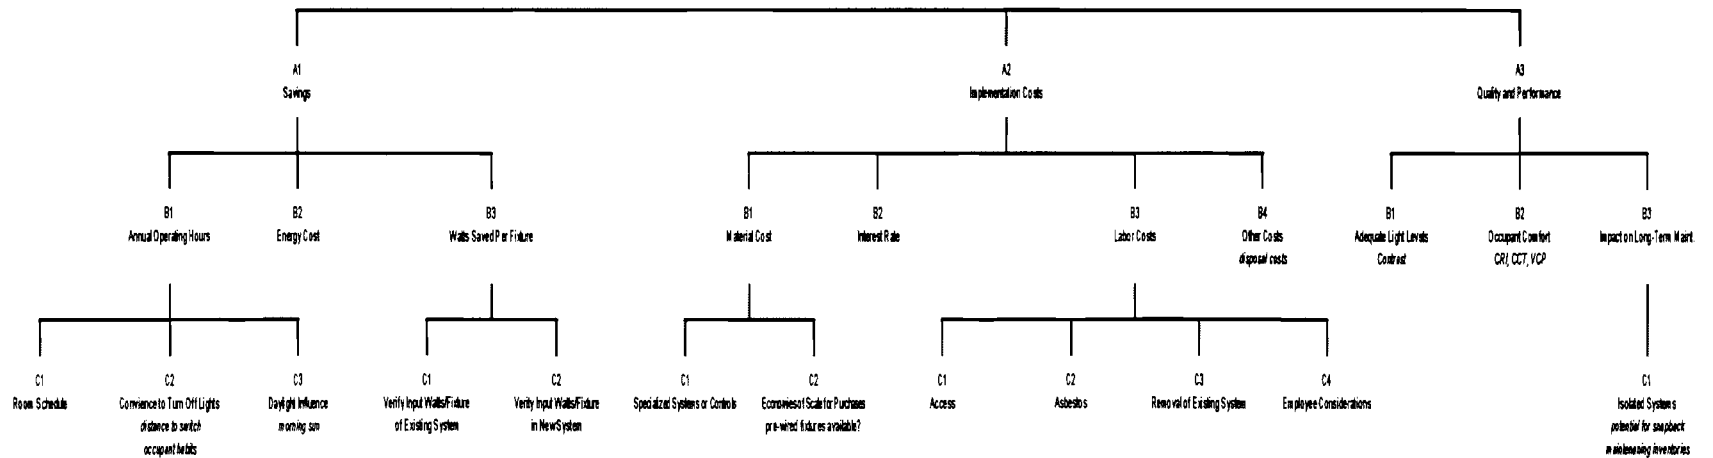 A1
Savings
A2
Implementation Costs
A3
Quality and Performance
B1
Annual Operating Hours
B2
Energy Cost
B3
Watts Saved Per Fixture
B1
Material Cost
B2
Interest Rate
B3
Labor Costs
B4
Other Costs
disposal costs
B1
Adequate Light Levels
Contrast
B2
Occupant Comfort
CRI, CCT, VCP
B3
Impact on Long-Term Maint.
C1
Room Schedule
C2
Convience to Turn Off Lights
distance to switch
occupant habits
C3
Daylight Influence
morning sun
C1
Verify Input Watts/Fixture
of Existing System
C2
Verify Input Watts/Fixture
in New System
C1
Specialized Systems or Controls
C2
Economies of Scale for Purchases
pre-wired fixtures available?
C1
Access
C2
Asbestos
C3
Removal of Existing System
C4
Employee Considerations
C1
Isolated Systems
potential for snapback
maintenaning inventories